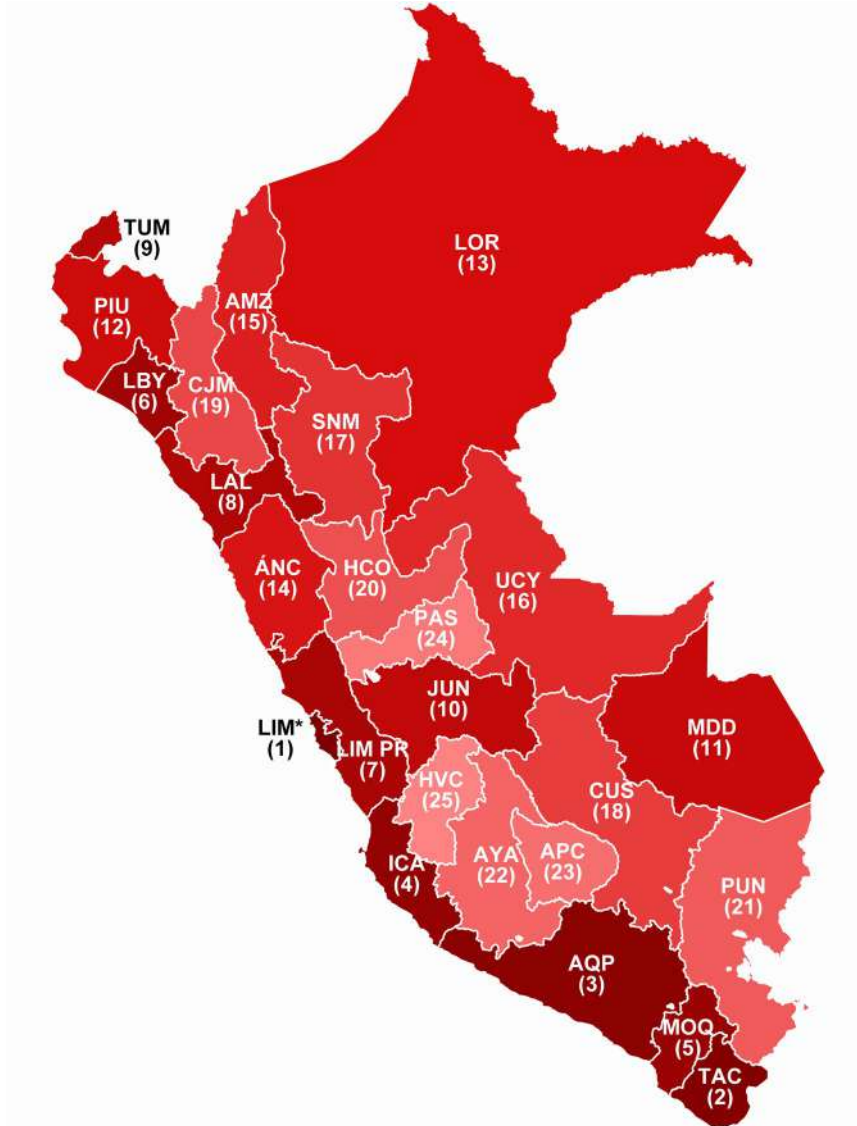 TUM
(9)
LOR
(13)
PIU
(12)
AMZ
(15)
LBY
(6)
CJM
(19)
SNM
(17)
LAL
(8)
ÁNC
(14)
HCO
(20)
UCY
(16)
PAS
(24)
JUN
(10)
LIM*
(1)
LIM PR
(7)
MDD
(11)
HVC
(25)
CUS
(18)
ICA
(4)
AYA
(22)
APC
(23)
PUN
(21)
AQP
(3)
MOQ
(5)
TAC
(2)